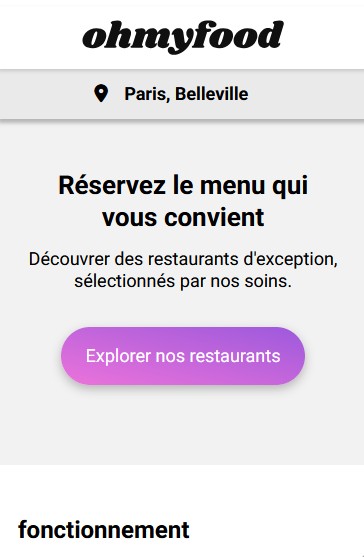 ohmyfood
Paris, Belleville
Réservez le menu qui
vous convient
Découvrer des restaurants d'exception,
sélectionnés par nos soins.
Explorer nos restaurants
fonctionnement